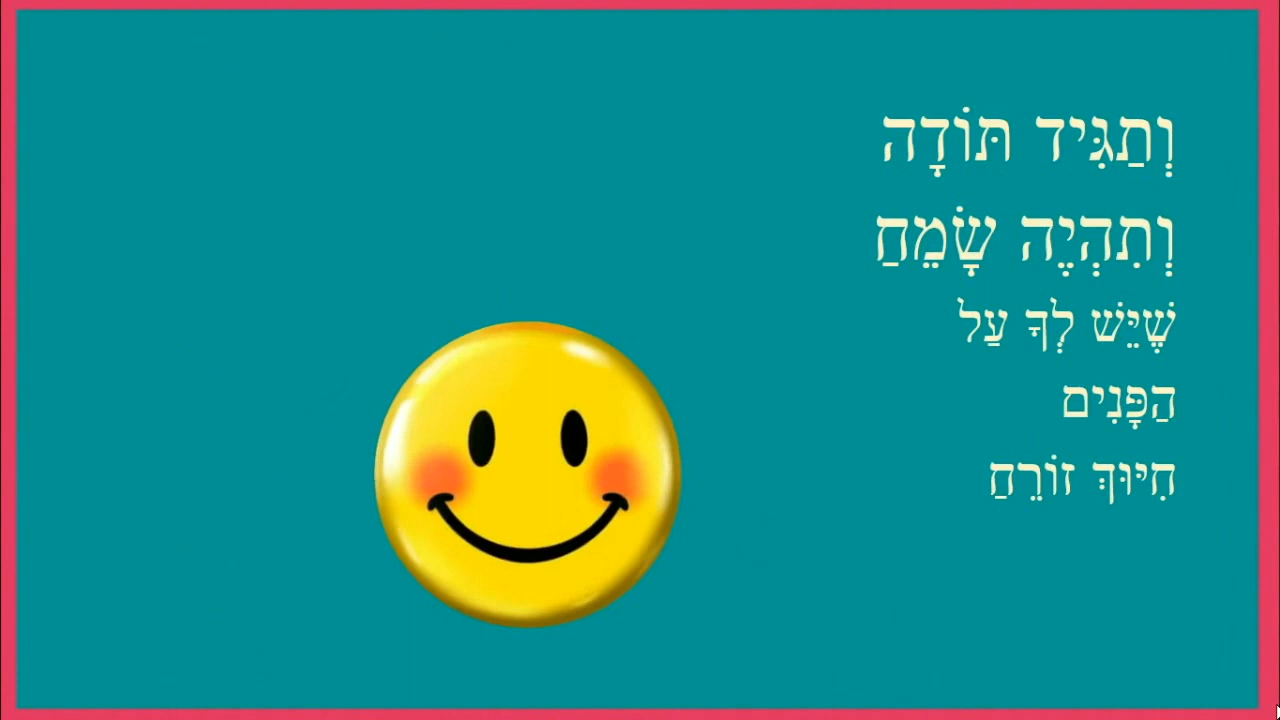 וְתַגִּיד תּוֹדָה
וְתִהְיֶה שָׂמֵחַ
שֶׁיֵּשׁ לְךָ עַל
הַפָּנִים
חִיּוּךְ זוֹרֵחַ